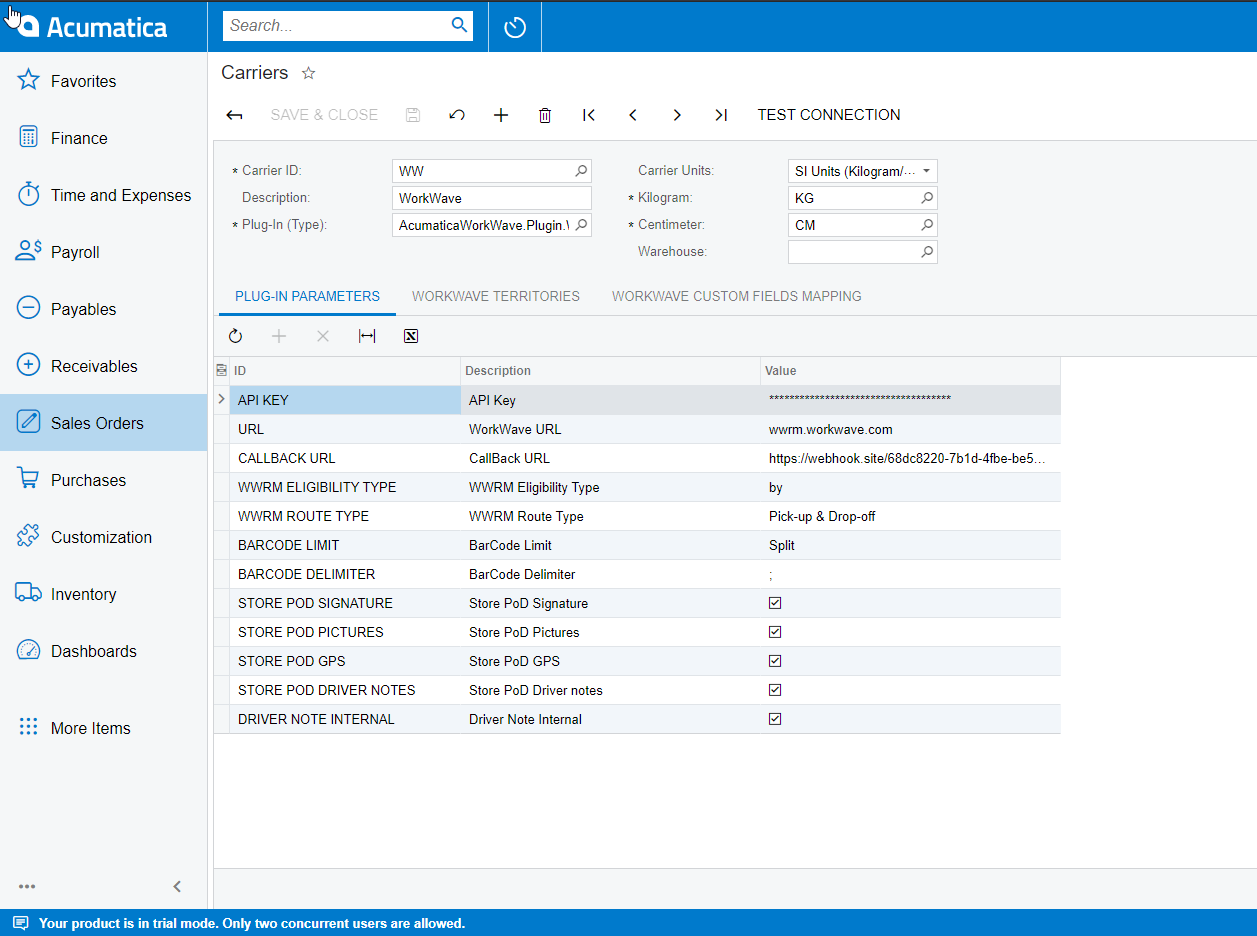 Acumatica
Search...
Favorites
Finance
Time and Expenses
Payroll
Payables
Receivables
Sales Orders
Purchases
Customization
Inventory
Dashboards
More Items
Carriers
SAVE & CLOSE
TEST CONNECTION
* Carrier ID: WW
Description: WorkWave
* Plug-In (Type): AcumaticaWorkWave.Plugin.
Carrier Units: SI Units (Kilogram/...
* Kilogram: KG
* Centimeter: CM
Warehouse:
PLUG-IN PARAMETERS WORKWAVE TERRITORIES WORKWAVE CUSTOM FIELDS MAPPING
ID Description Value
API KEY API Key ************************************
URL WorkWave URL wwrm.workwave.com
CALLBACK URL CallBack URL https://webhook.site/68dc8220-7b1d-4fbe-be5...
WWRM ELIGIBILITY TYPE WWRM Eligibility Type by
WWRM ROUTE TYPE WWRM Route Type Pick-up & Drop-off
BARCODE LIMIT BarCode Limit Split
BARCODE DELIMITER BarCode Delimiter ;
STORE POD SIGNATURE Store PoD Signature
STORE POD PICTURES Store PoD Pictures
STORE POD GPS Store PoD GPS
STORE POD DRIVER NOTES Store PoD Driver notes
DRIVER NOTE INTERNAL Driver Note Internal
Your product is in trial mode. Only two concurrent users are allowed.